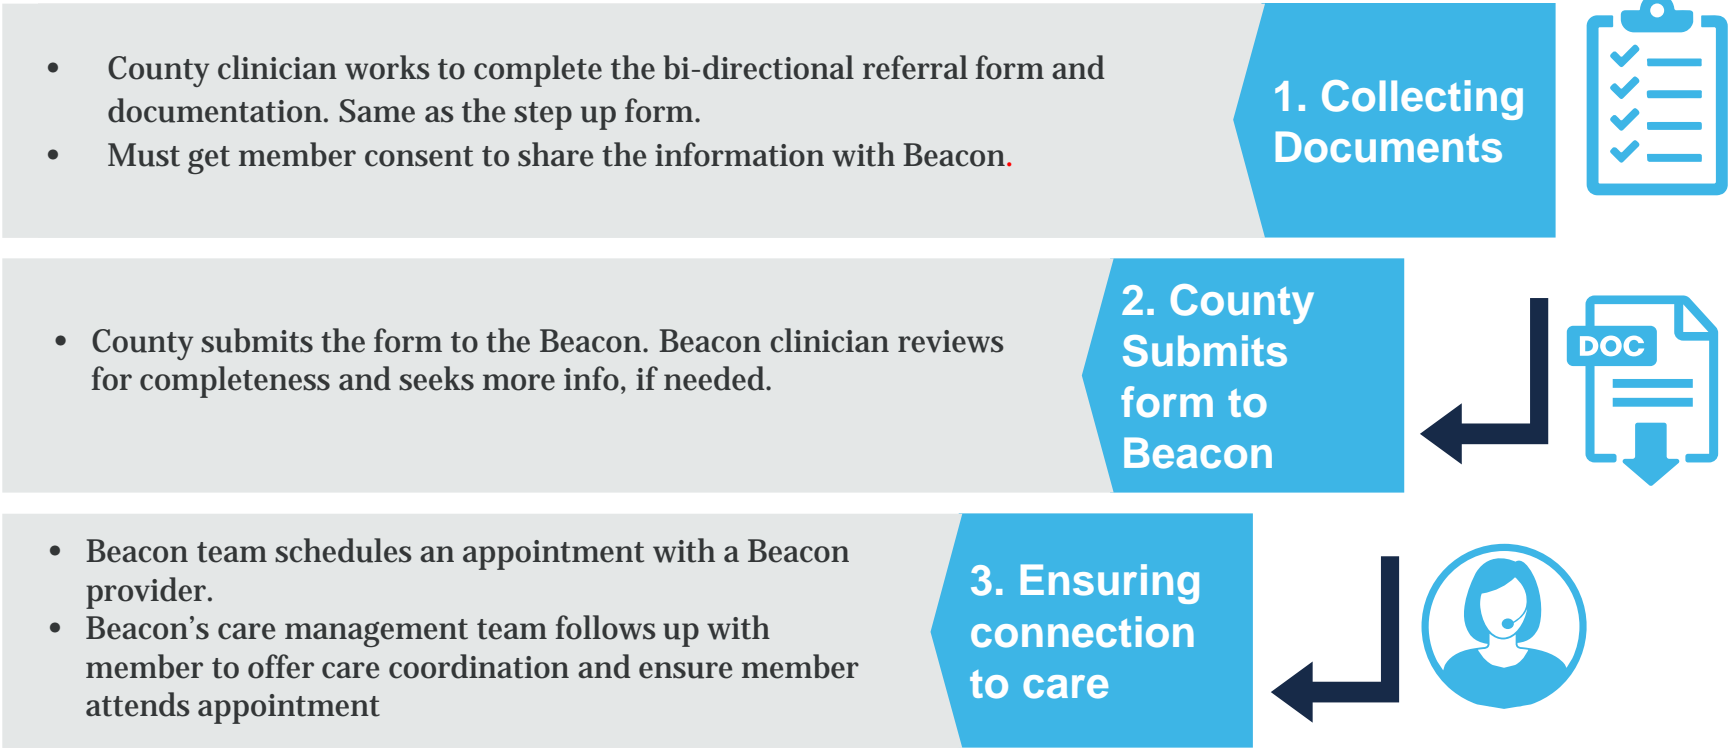 • County clinician works to complete the bi-directional referral form and
documentation. Same as the step up form.
• Must get member consent to share the information with Beacon.
1. Collecting
Documents
• County submits the form to the Beacon. Beacon clinician reviews
for completeness and seeks more info, if needed.
2. County
Submits
form to
Beacon
DOC
• Beacon team schedules an appointment with a Beacon
provider.
• Beacon’s care management team follows up with
member to offer care coordination and ensure member
attends appointment
3. Ensuring
connection
to care